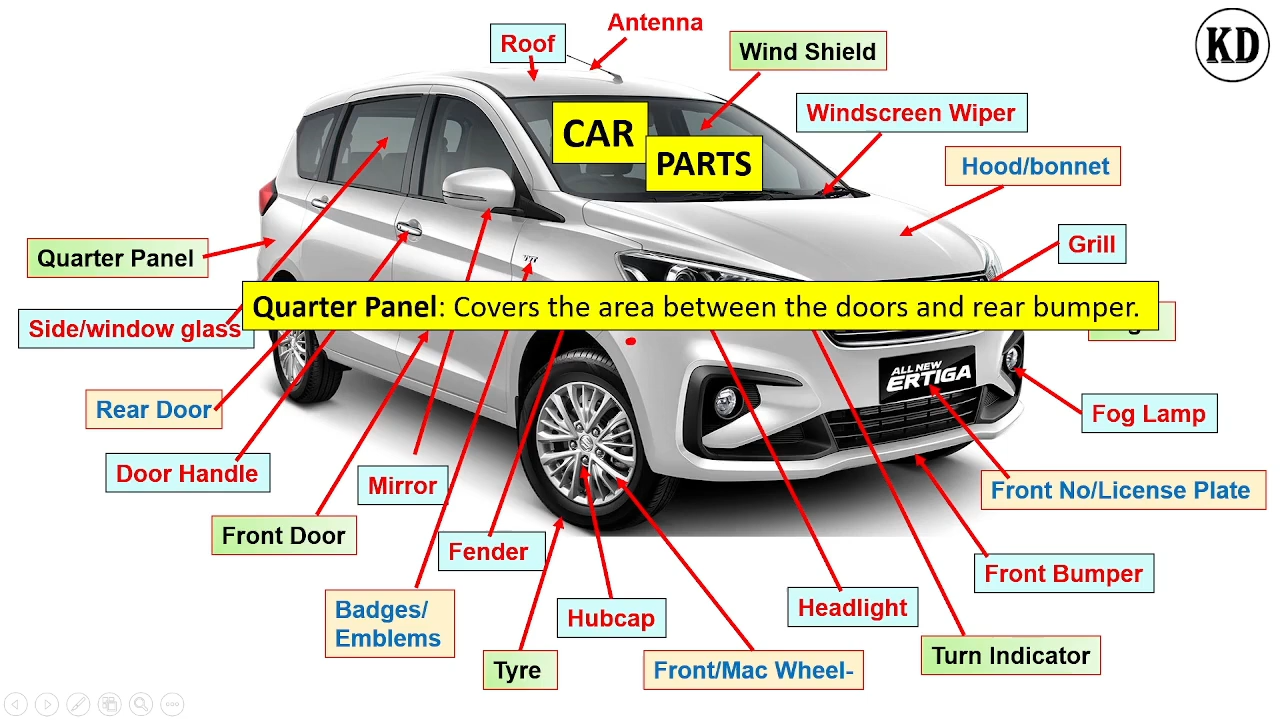 Antenna
Roof
KD
Wind Shield
CAR
PARTS
Windscreen Wiper
Hood/bonnet
Quarter Panel
Grill
Quarter Panel: Covers the area between the doors and rear bumper.
Side/window glass
ALL NEW
ERTIGA
Rear Door
Fog Lamp
Door Handle
Mirror
Front No/License Plate
Front Door
Fender
Front Bumper
Badges/
Emblems
Hubcap
Headlight
Tyre
Front/Mac Wheel-
Turn Indicator